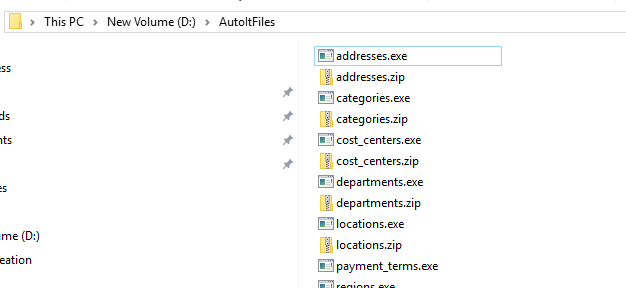 This PC > New Volume (D:) > AutoItFiles
addresses.exe
ess
addresses.zip
categories.exe
ds
categories.zip
nts
cost_centers.exe
cost_centers.zip
es
departments.exe
departments.zip
locations.exe
ume (D:)
locations.zip
eation
payment_terms.exe
regions.exe